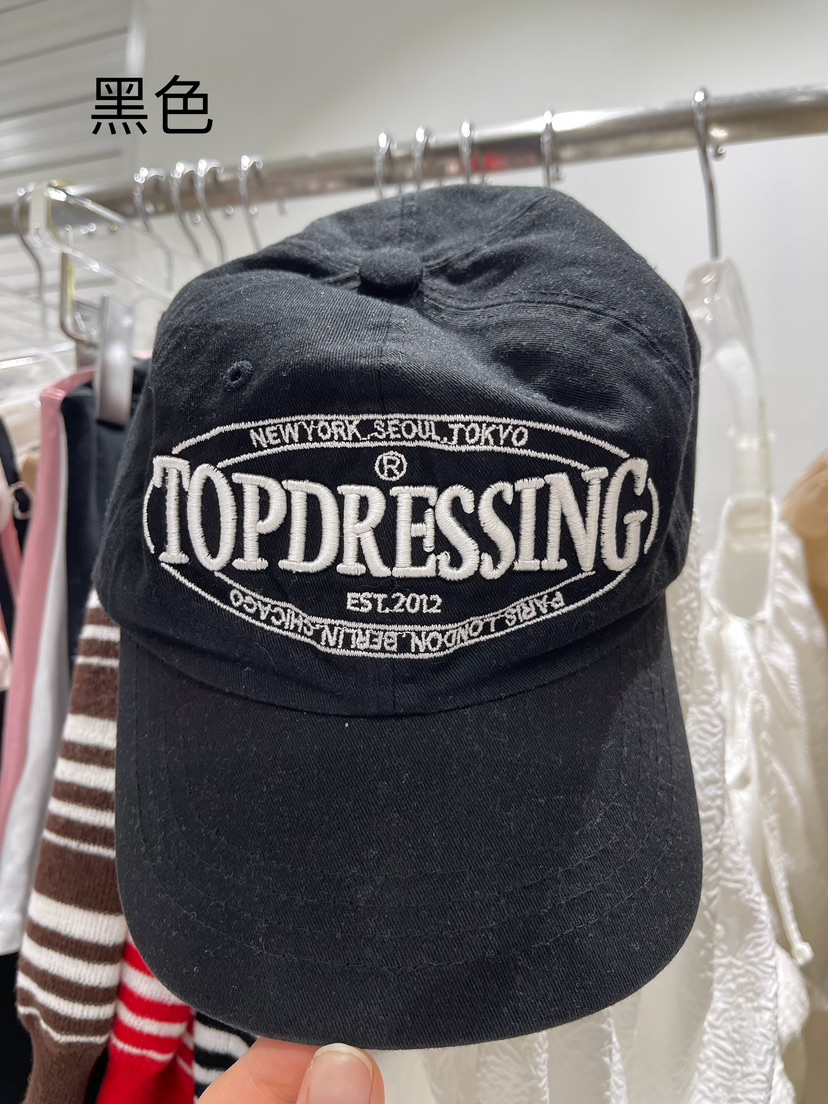 黑色
NEWYORK.SEOUL.TOKYO
®
TOPDRESSING
EST.2012
PARIS.LONDON.BERLIN.CHICAGO